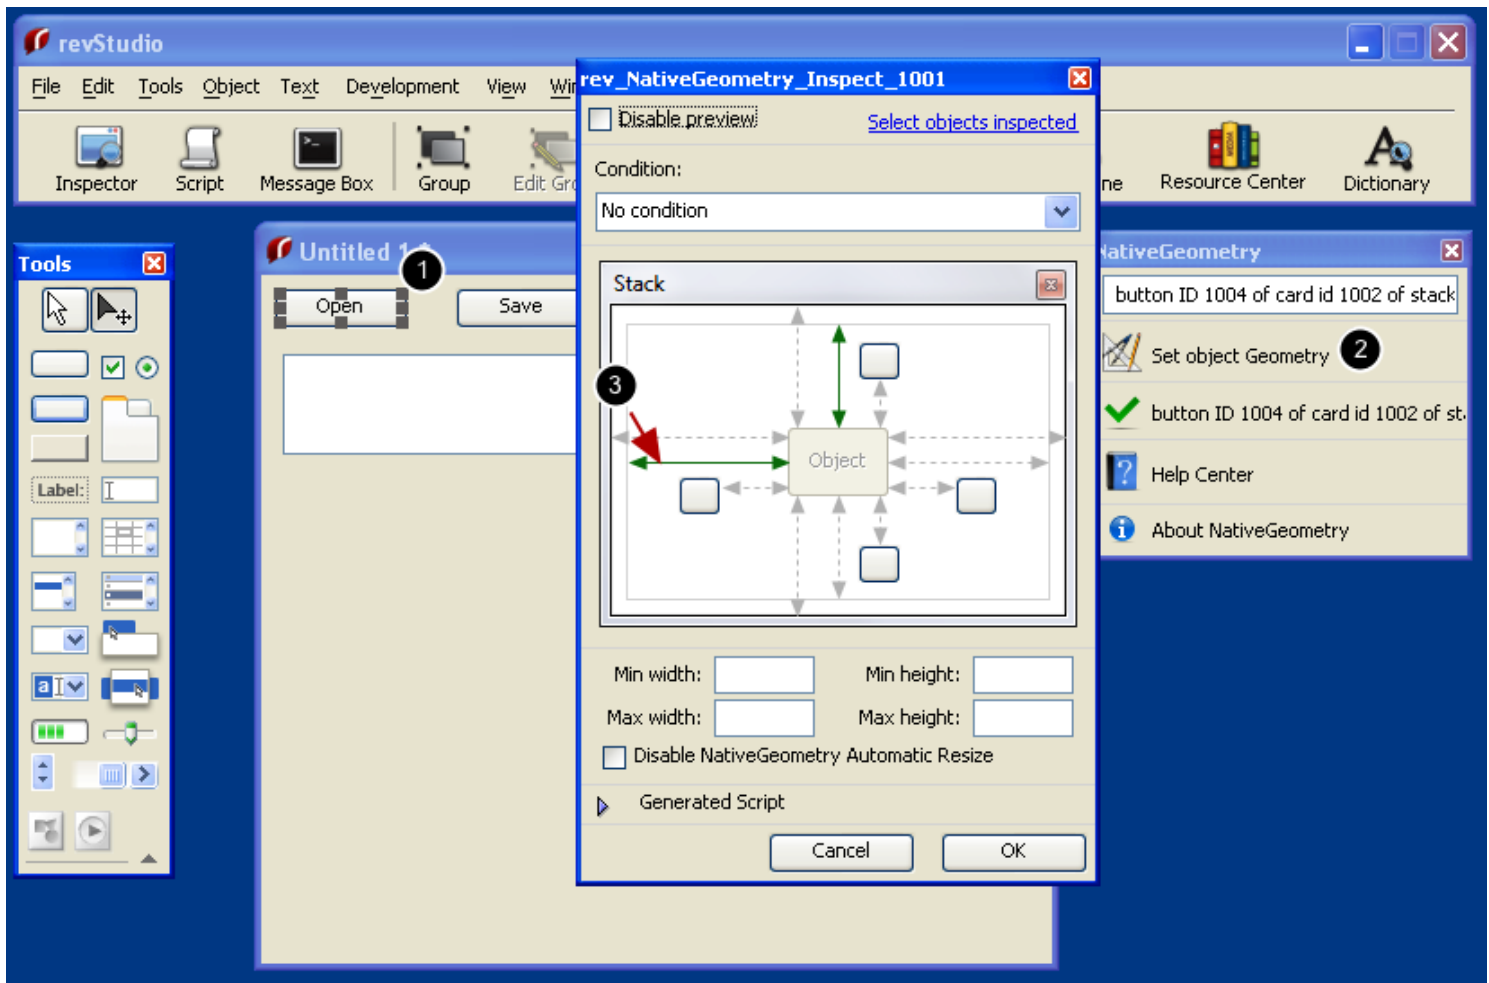 revStudio
File Edit Tools Object Text Development View
Inspector Script Message Box Group Resource Center Dictionary
rev_NativeGeometry_Inspect_1001
Disable preview Select objects inspected
Condition:
No condition
Stack
Object
3
Min width: Min height:
Max width: Max height:
Disable NativeGeometry Automatic Resize
Generated Script
Cancel OK
Tools
Label:
a
Untitled 1
1
Open Save
NativeGeometry
button ID 1004 of card id 1002 of stack
Set object Geometry 2
button ID 1004 of card id 1002 of st
Help Center
About NativeGeometry